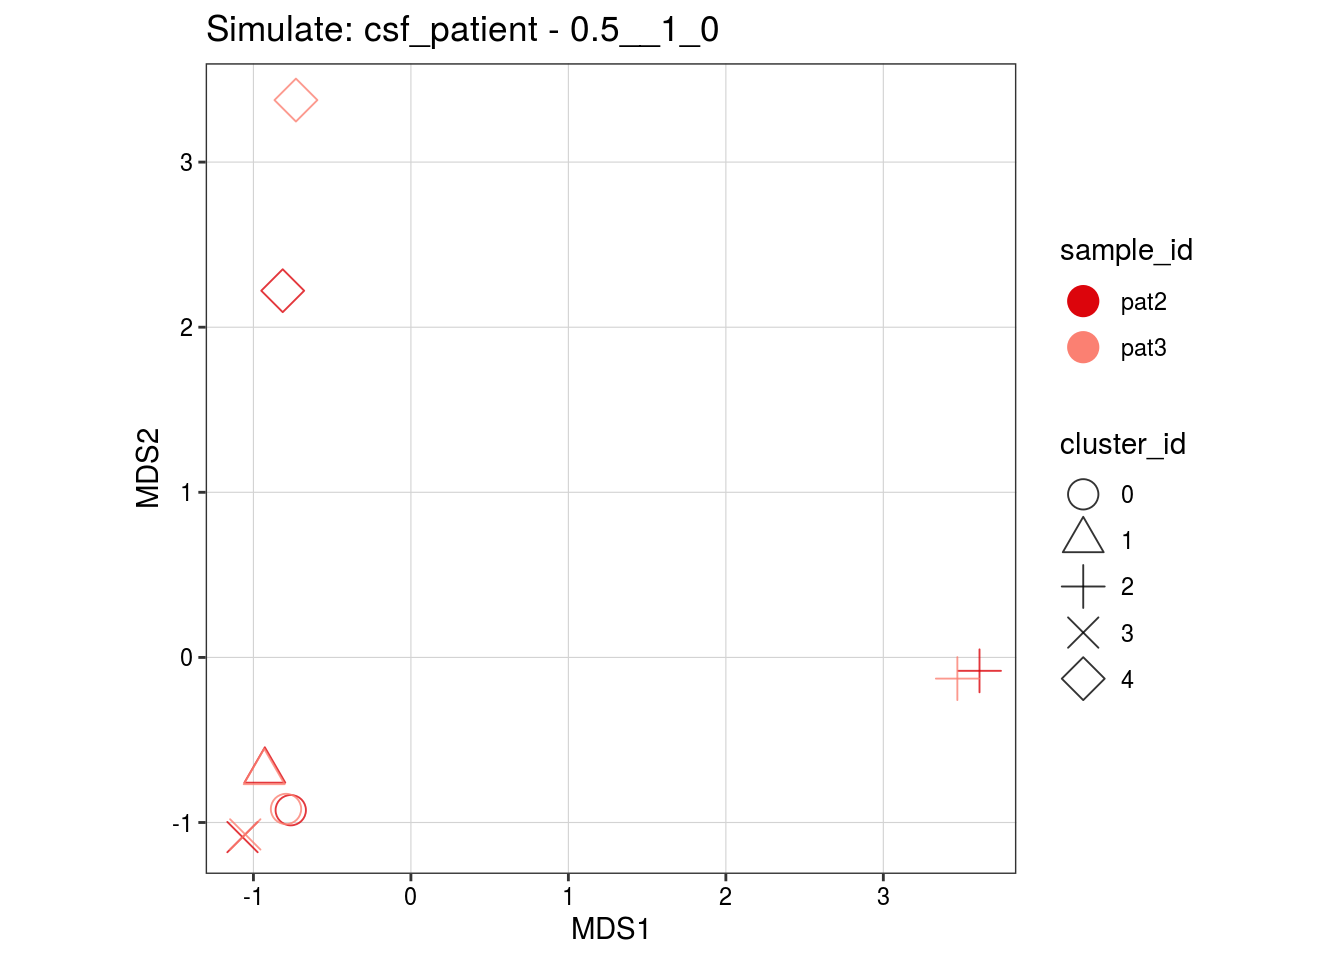 Simulate: csf_patient - 0.5__1_0
3
2
1
0
-1
MDS2
-1
0
1
2
3
MDS1
sample_id
pat2
pat3
cluster_id
0
1
2
3
4